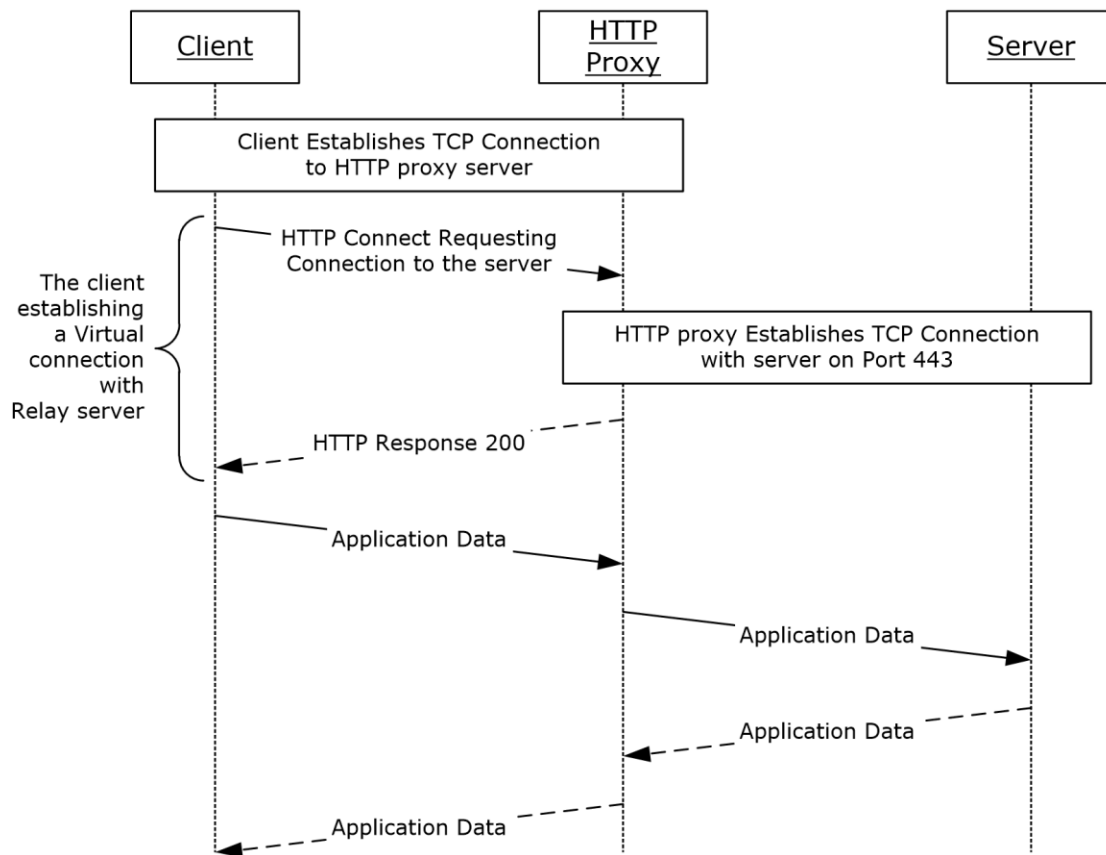 Client
HTTP
Proxy
Server
Client Establishes TCP Connection
to HTTP proxy server
HTTP Connect Requesting
Connection to the server
The client
establishing
a Virtual
connection
with
Relay server
HTTP proxy Establishes TCP Connection
with server on Port 443
HTTP Response 200
Application Data
Application Data
Application Data
Application Data